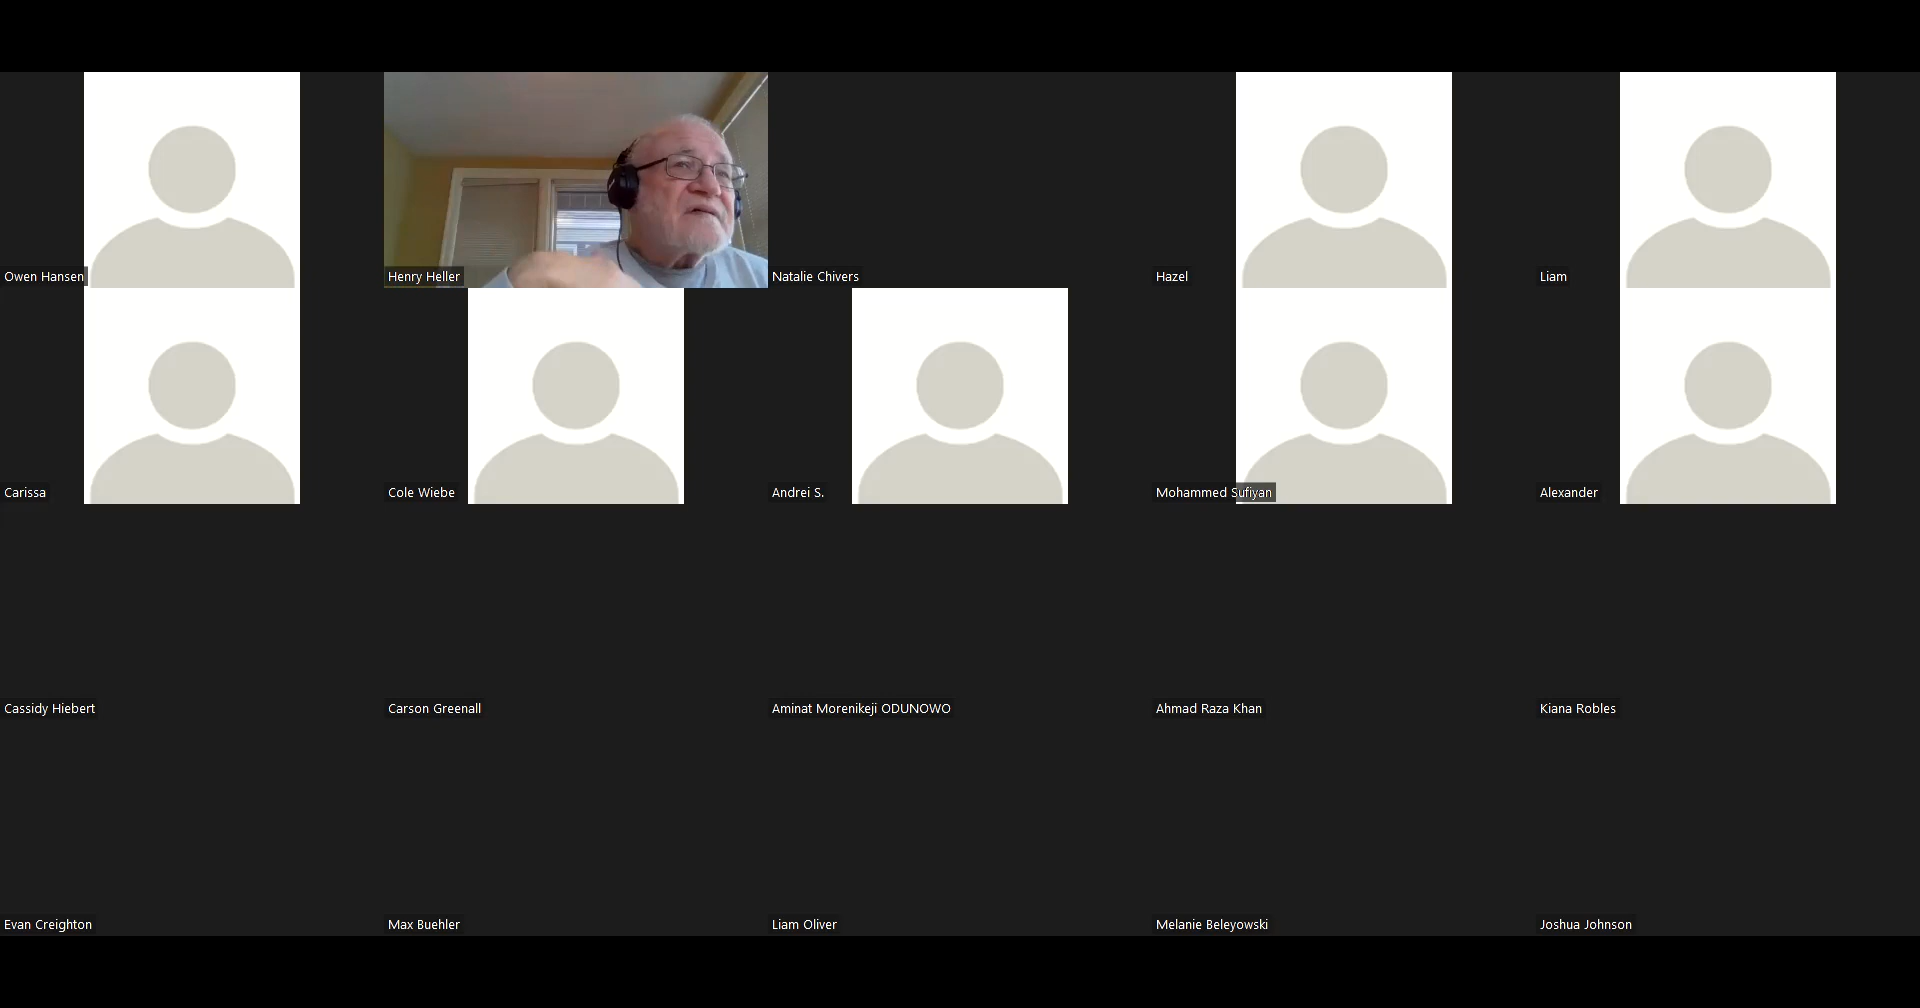 Owen Hansen
Henry Heller
Natalie Chivers
Hazel
Liam
Carissa
Cole Wiebe
Andrei S.
Mohammed Sufiyan
Alexander
Cassidy Hiebert
Carson Greenall
Aminat Morenikeji ODUNOWO
Ahmad Raza Khan
Kiana Robles
Evan Creighton
Max Buehler
Liam Oliver
Melanie Beleyowski
Joshua Johnson